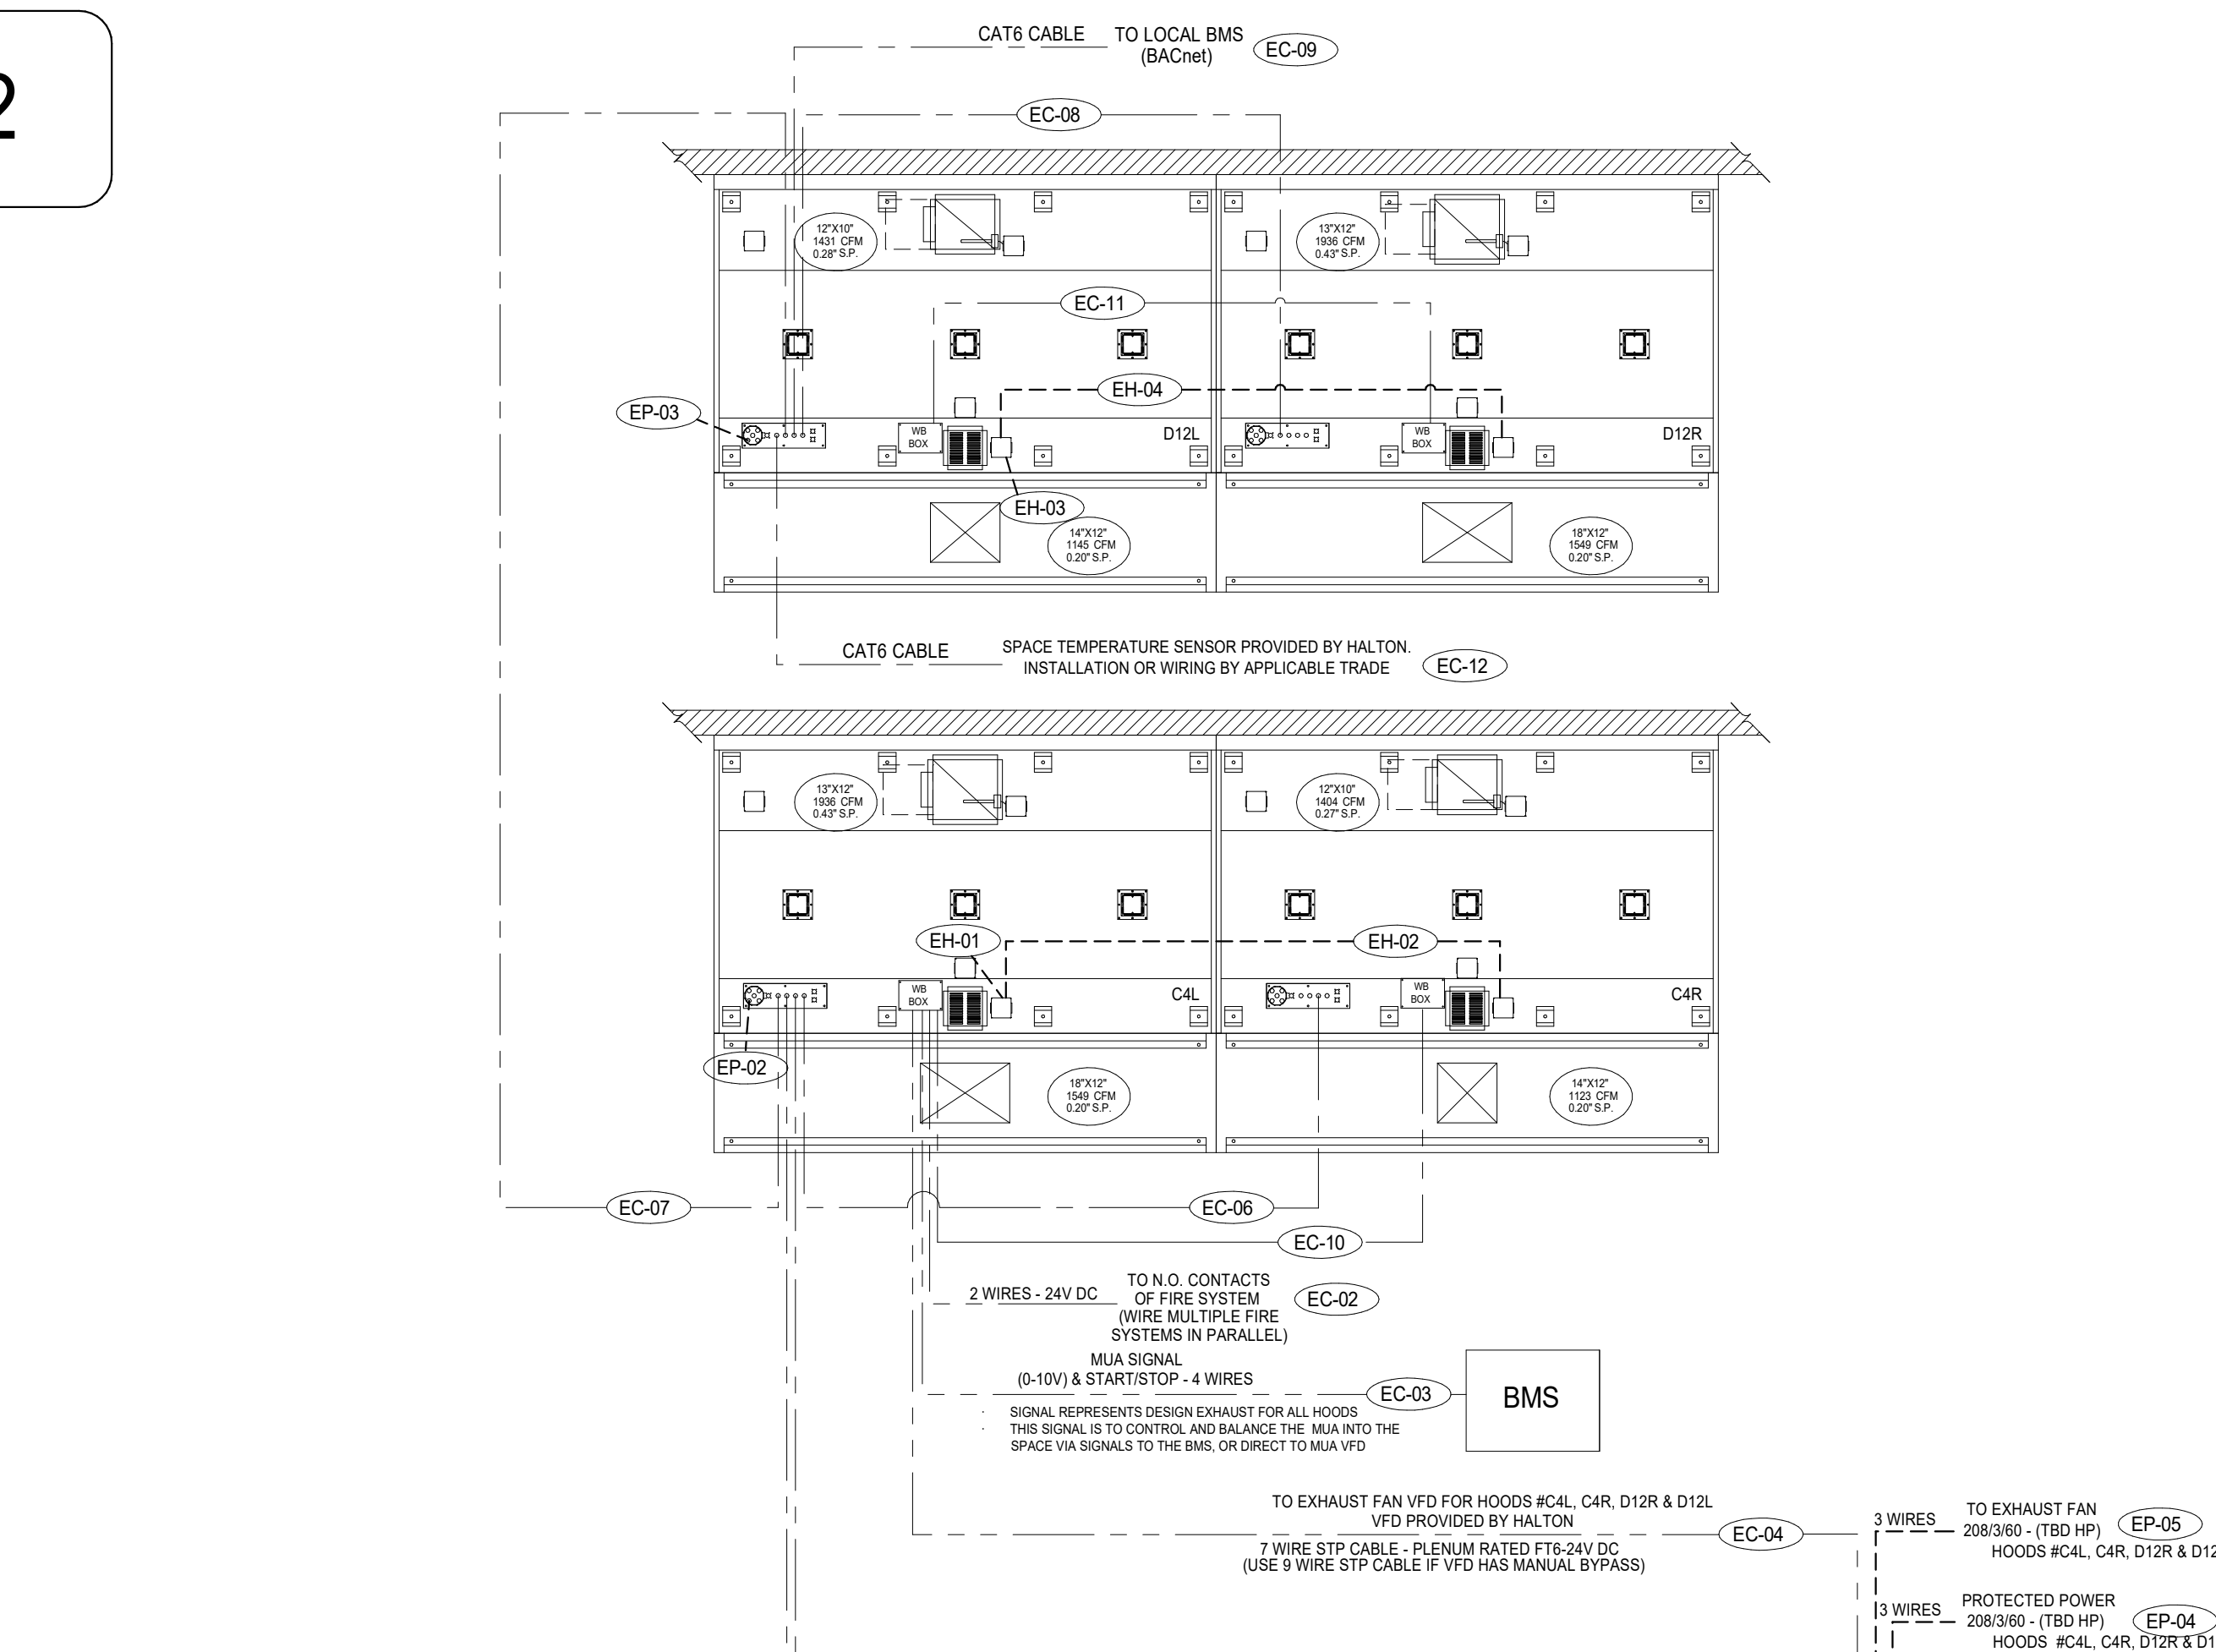 2
CAT6 CABLE
TO LOCAL BMS
(BACnet)
EC-09
EC-08
12"X10"
1431 CFM
0.28" S.P.
13"X12"
1936 CFM
0.43" S.P.
EC-11
EH-04
EP-03
WB
BOX
D12L
WB
BOX
D12R
EH-03
14"X12"
1145 CFM
0.20" S.P.
18"X12"
1549 CFM
0.20" S.P.
CAT6 CABLE
SPACE TEMPERATURE SENSOR PROVIDED BY HALTON.
INSTALLATION OR WIRING BY APPLICABLE TRADE
EC-12
13"X12"
1936 CFM
0.43" S.P.
12"X10"
1404 CFM
0.27" S.P.
EH-01
EH-02
WB
BOX
C4L
WB
BOX
C4R
EP-02
18"X12"
1549 CFM
0.20" S.P.
14"X12"
1123 CFM
0.20" S.P.
EC-07
EC-06
EC-10
2 WIRES - 24V DC
TO N.O. CONTACTS
OF FIRE SYSTEM
(WIRE MULTIPLE FIRE
SYSTEMS IN PARALLEL)
EC-02
MUA SIGNAL
(0-10V) & START/STOP - 4 WIRES
EC-03
BMS
· SIGNAL REPRESENTS DESIGN EXHAUST FOR ALL HOODS
· THIS SIGNAL IS TO CONTROL AND BALANCE THE MUA INTO THE
SPACE VIA SIGNALS TO THE BMS, OR DIRECT TO MUA VFD
TO EXHAUST FAN VFD FOR HOODS #C4L, C4R, D12R & D12L
VFD PROVIDED BY HALTON
EC-04
7 WIRE STP CABLE - PLENUM RATED FT6-24V DC
(USE 9 WIRE STP CABLE IF VFD HAS MANUAL BYPASS)
3 WIRES
TO EXHAUST FAN
208/3/60 - (TBD HP)
EP-05
HOODS #C4L, C4R, D12R & D12
3 WIRES
PROTECTED POWER
208/3/60 - (TBD HP)
EP-04
HOODS #C4L, C4R, D12R & D1